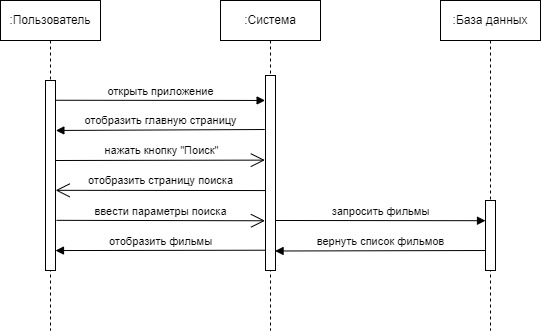 :Пользователь
:Система
:База данных
открыть приложение
отобразить главную страницу
нажать кнопку "Поиск"
отобразить страницу поиска
ввести параметры поиска
запросить фильмы
отобразить фильмы
вернуть список фильмов